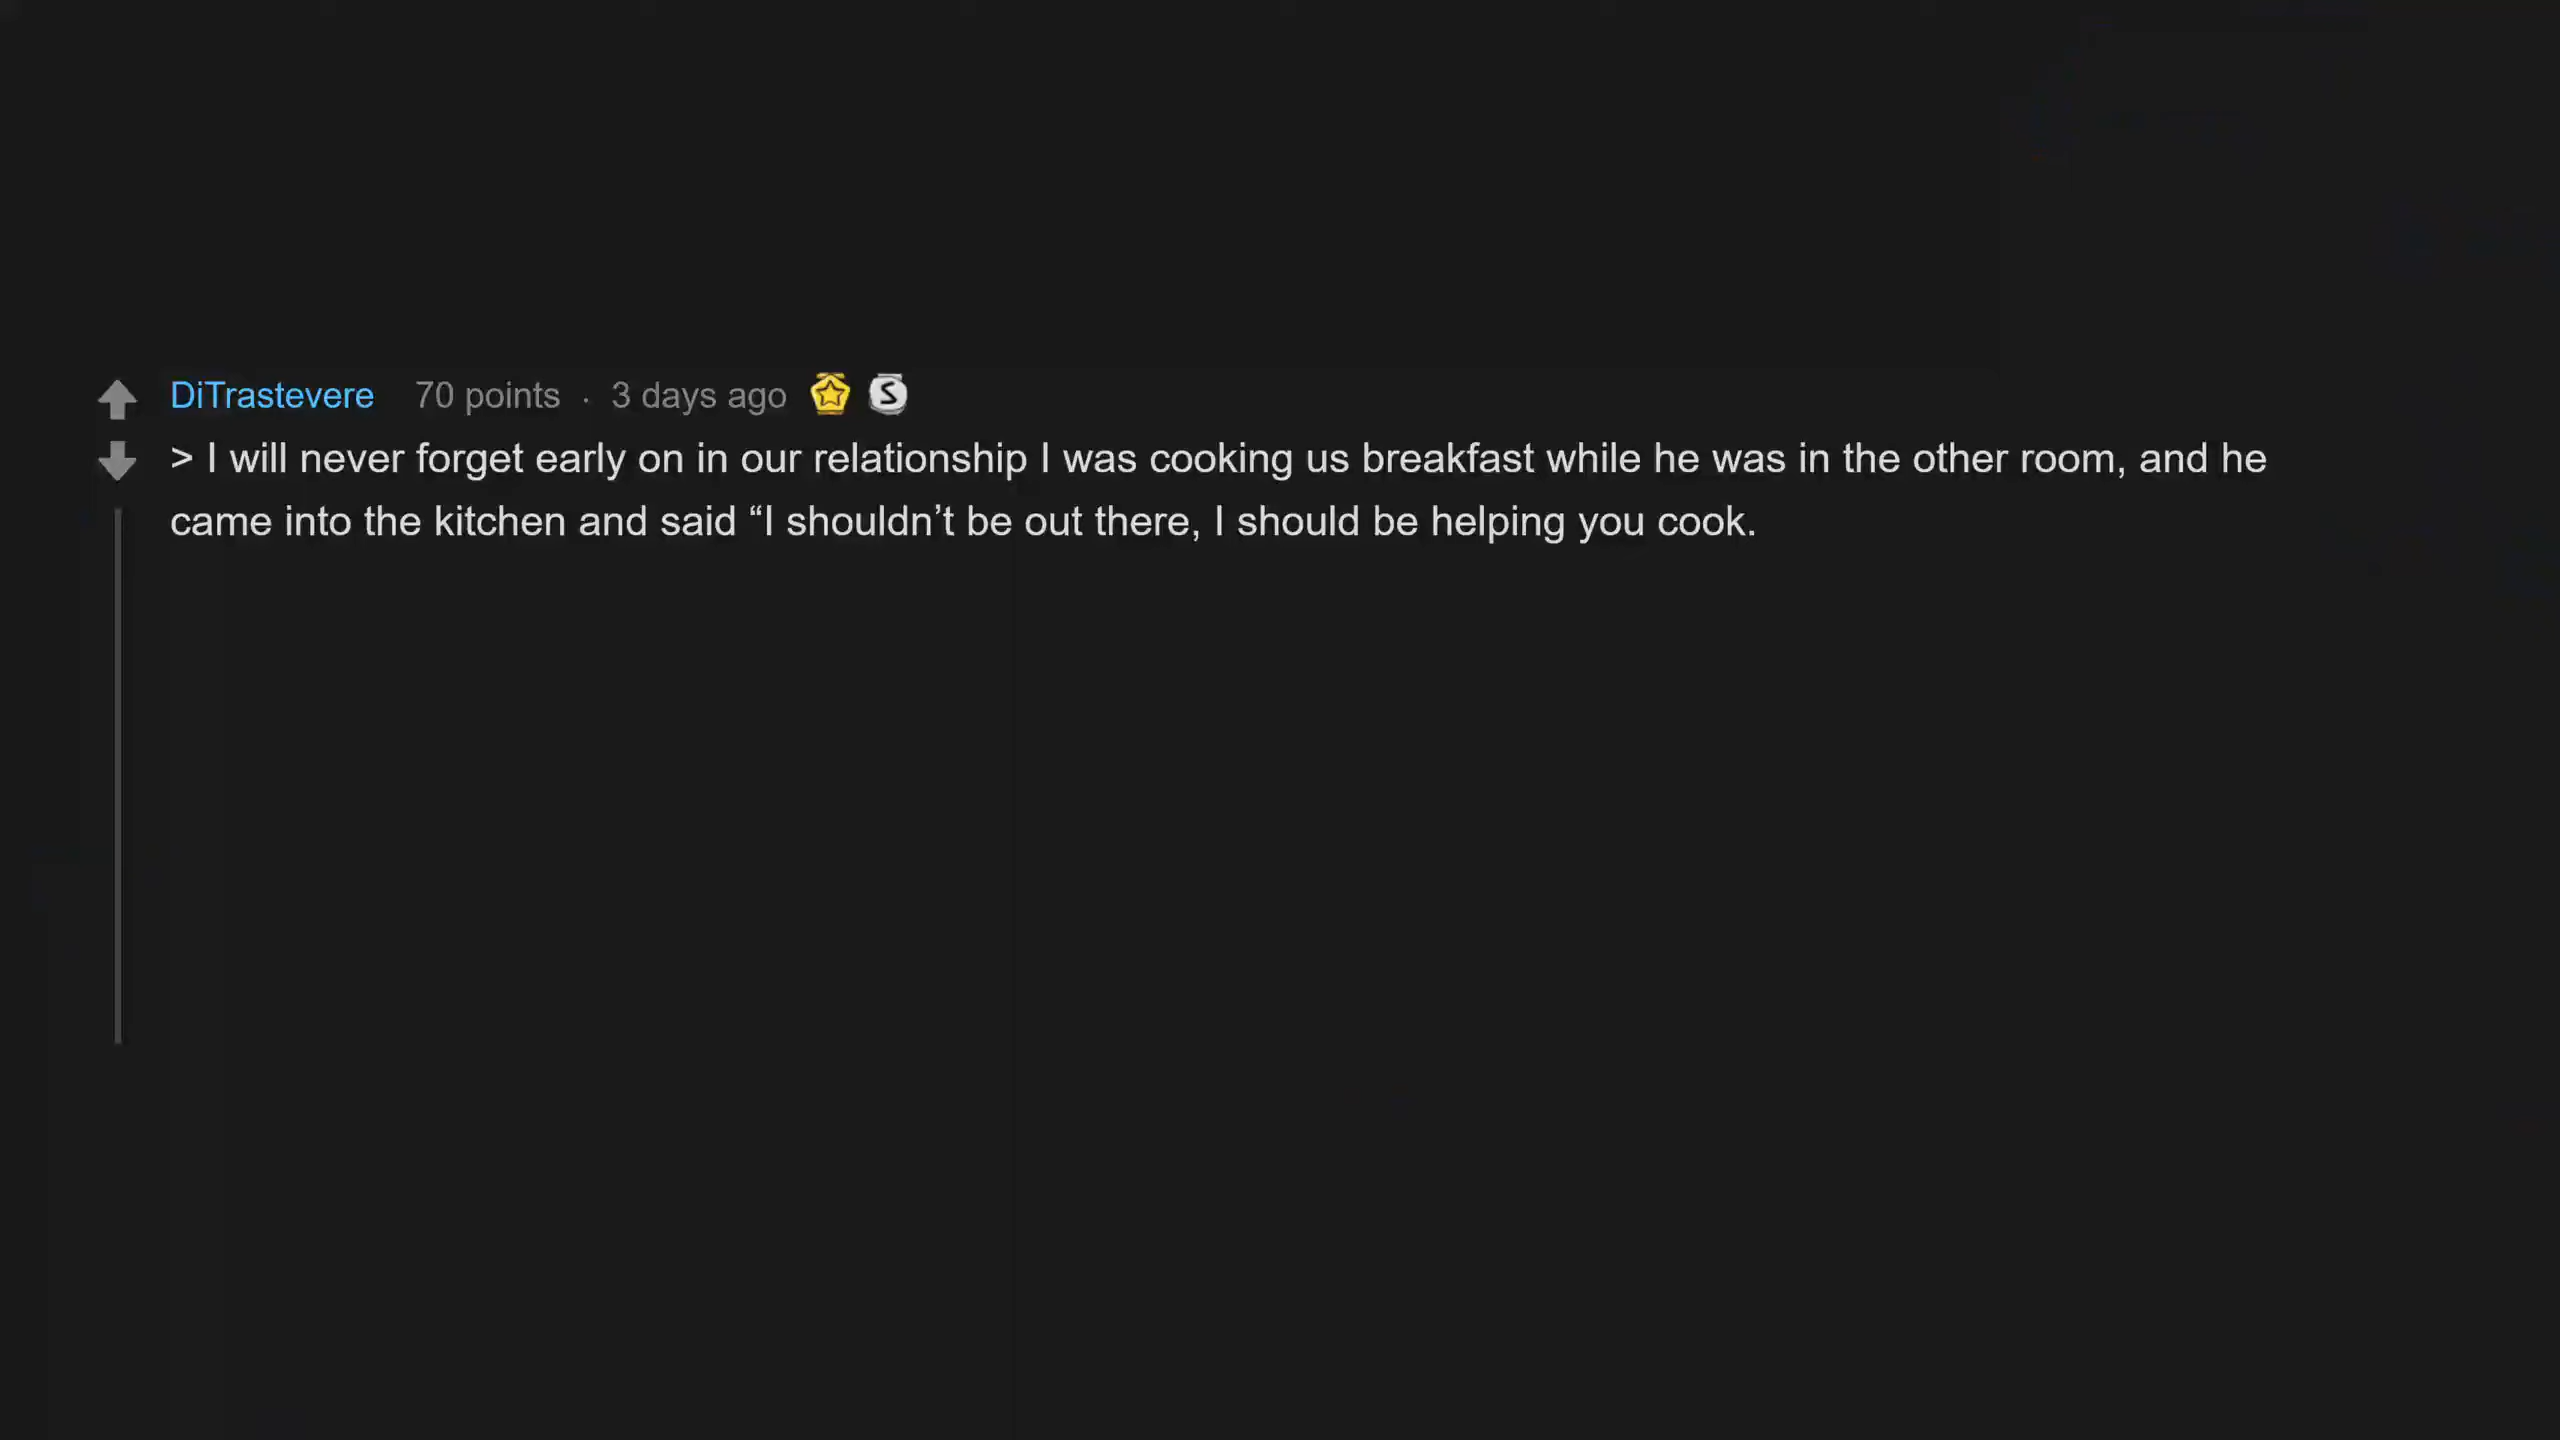 DiTrastevere 70 points · 3 days ago S
> I will never forget early on in our relationship I was cooking us breakfast while he was in the other room, and he
came into the kitchen and said “I shouldn’t be out there, I should be helping you cook.